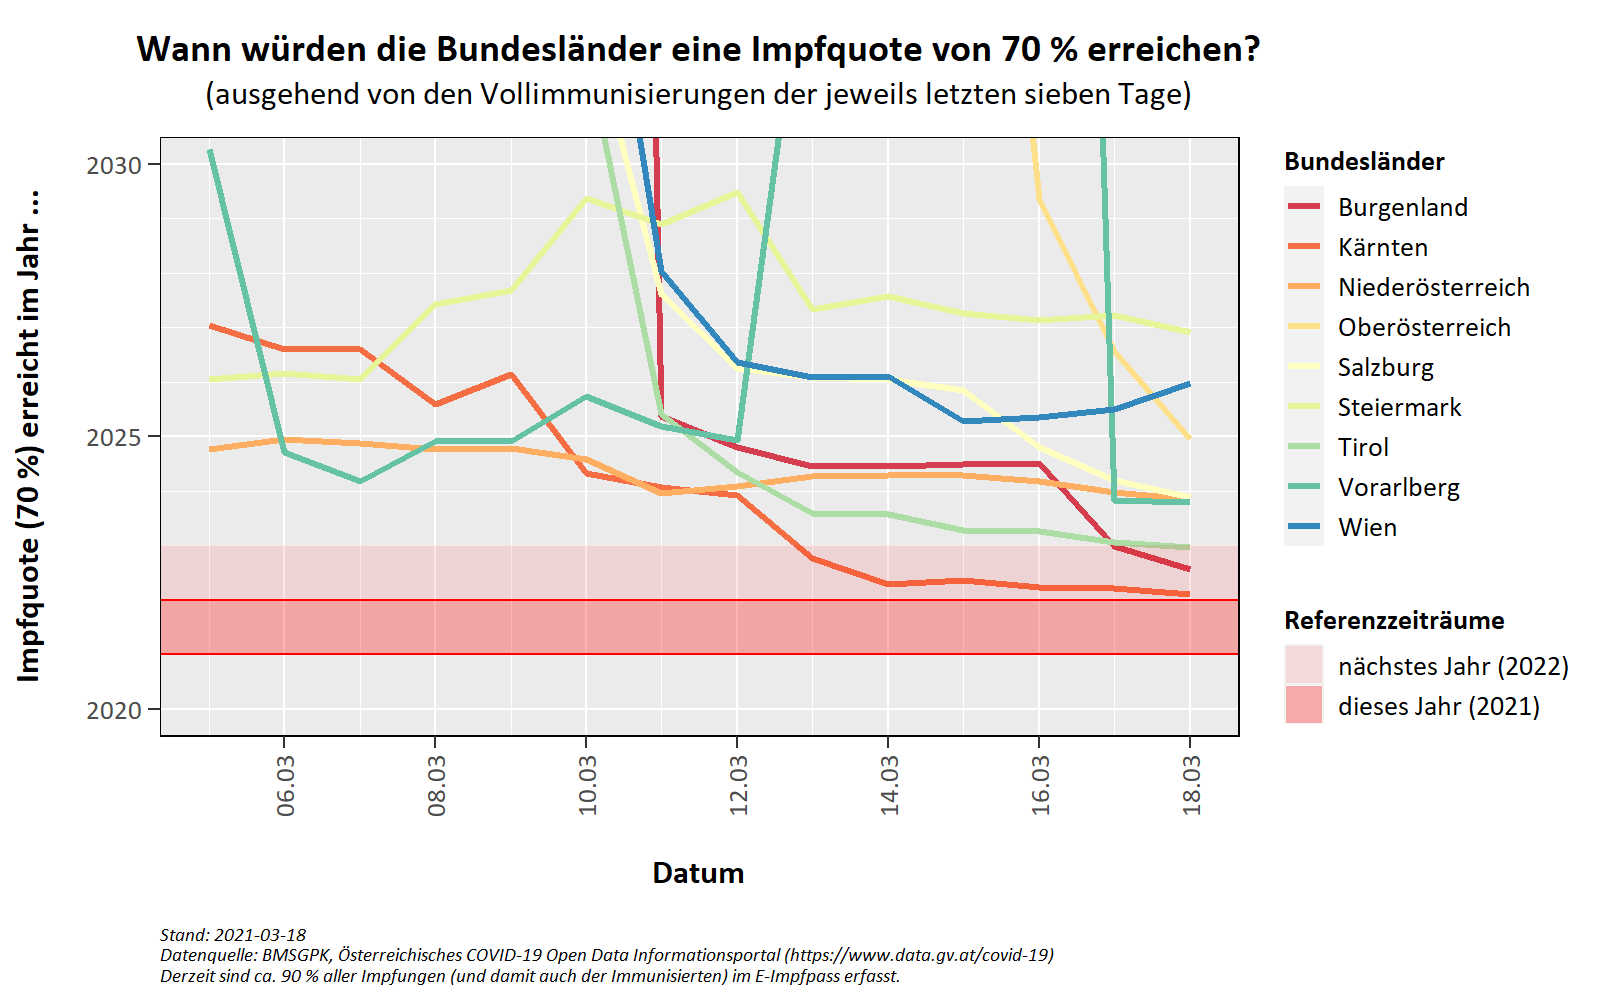 Wann würden die Bundesländer eine Impfquote von 70 % erreichen?
(ausgehend von den Vollimmunisierungen der jeweils letzten sieben Tage)
Impfquote (70 %) erreicht im Jahr ...
2030
2025
2020
06.03
08.03
10.03
12.03
14.03
16.03
18.03
Datum
Bundesländer
Burgenland
Kärnten
Niederösterreich
Oberösterreich
Salzburg
Steiermark
Tirol
Vorarlberg
Wien
Referenzzeiträume
nächstes Jahr (2022)
dieses Jahr (2021)
Stand: 2021-03-18
Datenquelle: BMSGPK, Österreichisches COVID-19 Open Data Informationsportal (https://www.data.gv.at/covid-19)
Derzeit sind ca. 90 % aller Impfungen (und damit auch der Immunisierten) im E-Impfpass erfasst.